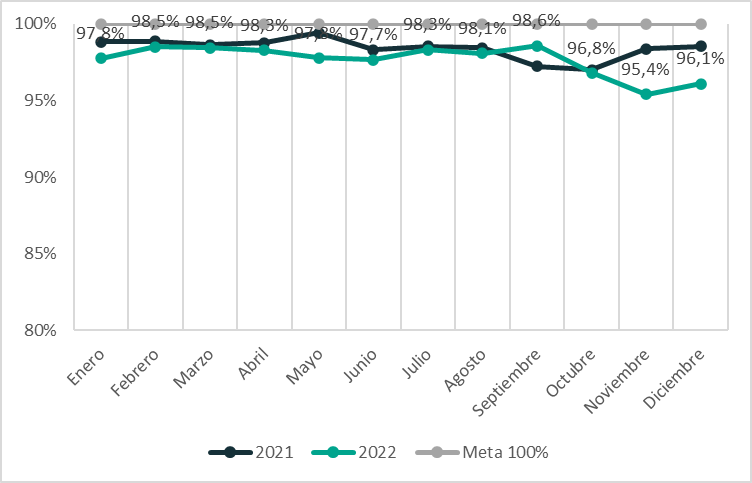 100%
95%
90%
85%
80%
97,8%
98,5%
98,5%
98,3%
97,8%
97,7%
98,3%
98,1%
98,6%
96,8%
95,4%
96,1%
Enero
Febrero
Marzo
Abril
Mayo
Junio
Julio
Agosto
Septiembre
Octubre
Noviembre
Diciembre
2021
2022
Meta 100%